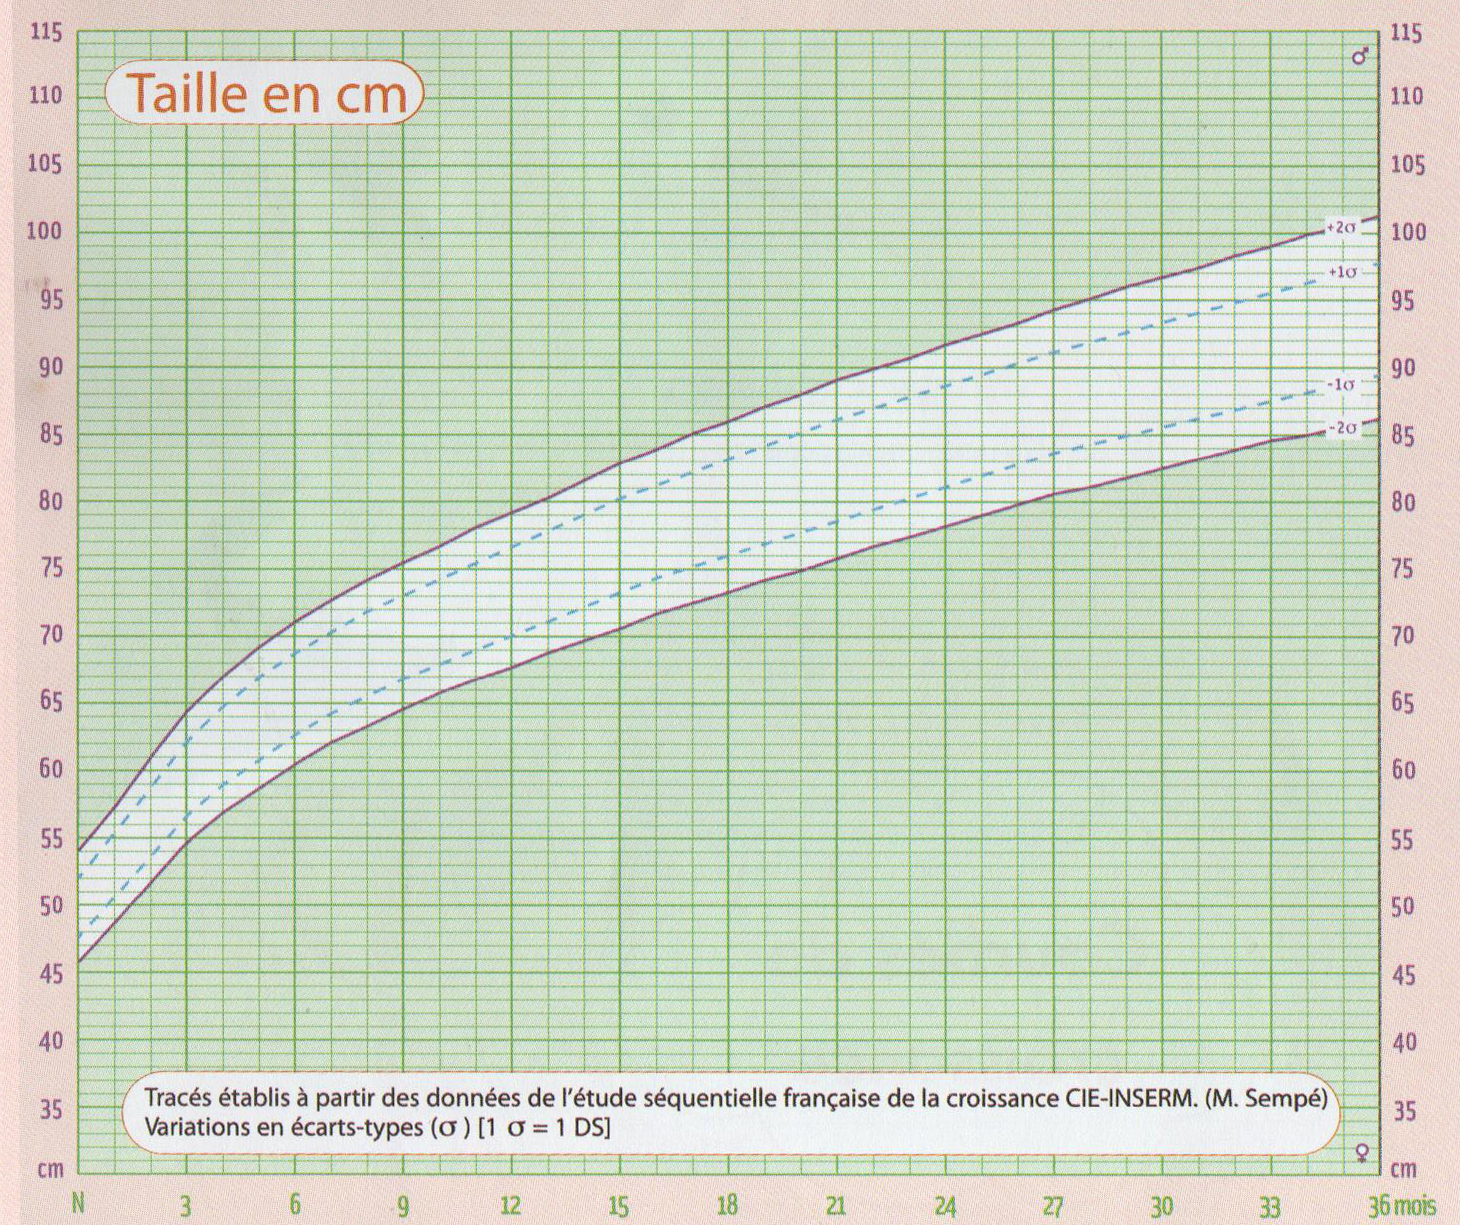 Taille en cm
♂
115 115
110 110
105 105
100 100
95 95
90 90
85 85
80 80
75 75
70 70
65 65
60 60
55 55
50 50
45 45
40 40
35 35
cm cm
+2σ
+1σ
-1σ
-2σ
Tracés établis à partir des données de l'étude séquentielle française de la croissance CIE-INSERM. (M. Sempé)
Variations en écarts-types (σ) [1 σ = 1 DS]
♀
N 3 6 9 12 15 18 21 24 27 30 33 36 mois